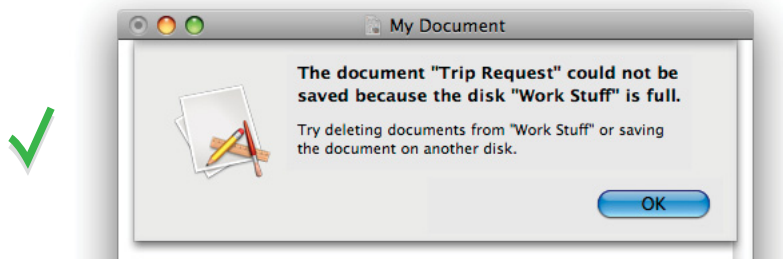 My Document
The document "Trip Request" could not be
saved because the disk "Work Stuff" is full.
Try deleting documents from "Work Stuff" or saving
the document on another disk.
OK